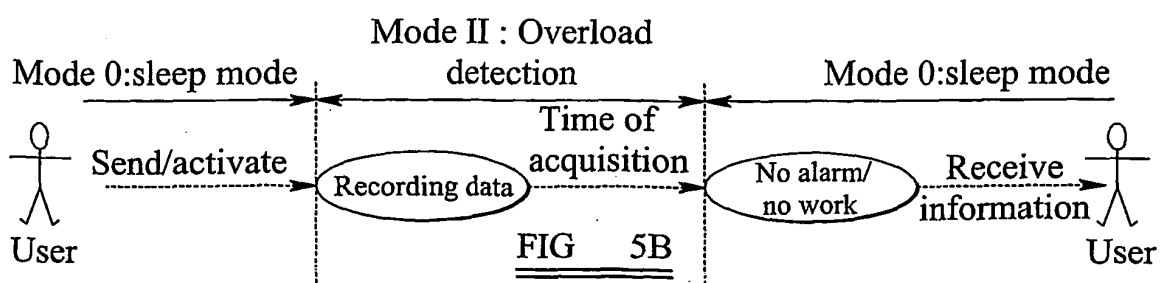 Mode II : Overload
detection
Mode 0:sleep mode
Mode 0:sleep mode
Send/activate
Recording data
Time of
acquisition
No alarm/
no work
Receive
information
User
User
FIG 5B